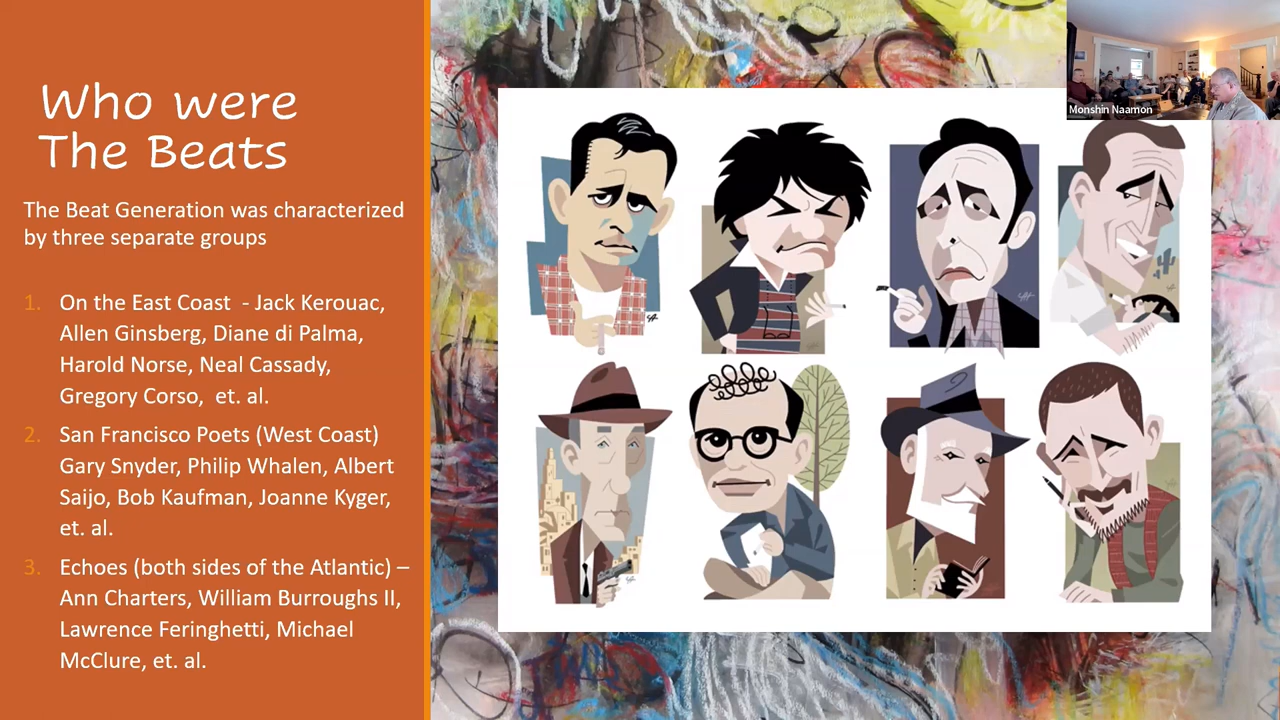 Who were
The Beats
The Beat Generation was characterized
by three separate groups
1. On the East Coast - Jack Kerouac,
Allen Ginsberg, Diane di Palma,
Harold Norse, Neal Cassady,
Gregory Corso, et. al.
2. San Francisco Poets (West Coast)
Gary Snyder, Philip Whalen, Albert
Saijo, Bob Kaufman, Joanne Kyger,
et. al.
3. Echoes (both sides of the Atlantic) –
Ann Charters, William Burroughs II,
Lawrence Feringhetti, Michael
McClure, et. al.
Monshin Naamon